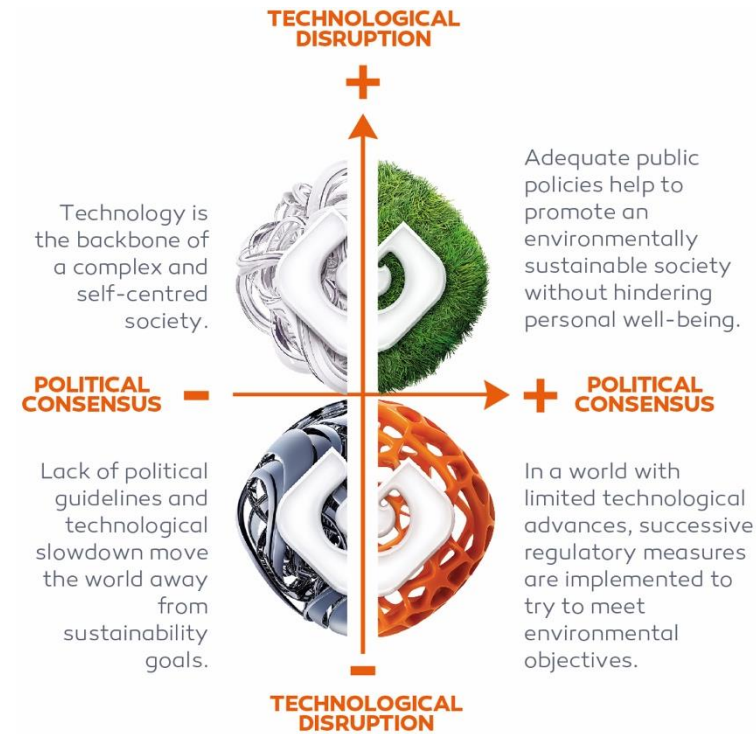 TECHNOLOGICAL
DISRUPTION
+
Technology is
the backbone of
a complex and
self-centred
society.
Adequate public
policies help to
promote an
environmentally
sustainable society
without hindering
personal well-being.
POLITICAL
CONSENSUS -
+ POLITICAL
CONSENSUS
Lack of political
guidelines and
technological
slowdown move
the world away
from
sustainability
goals.
In a world with
limited technological
advances, successive
regulatory measures
are implemented to
try to meet
environmental
objectives.
-
TECHNOLOGICAL
DISRUPTION